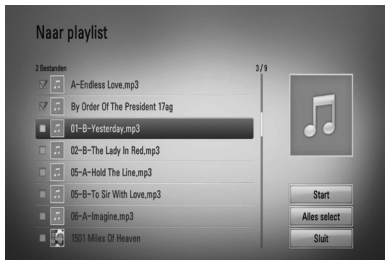 Naar playlist
2 Bestanden
3/9
A-Endless Love,mp3
By Order Of The President 17ag
01-B-Yesterday,mp3
02-B-The Lady In Red,mp3
05-A-Hold The Line,mp3
05-B-To Sir With Love,mp3
06-A-Imagine,mp3
1501 Miles Of Heaven
Start
Alles select
Sluit